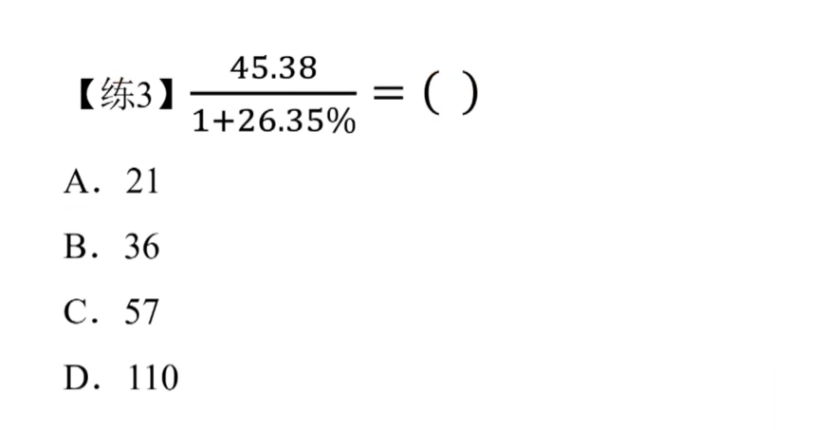 【练3】45.38/1+26.35% = ( )
A. 21
B. 36
C. 57
D. 110